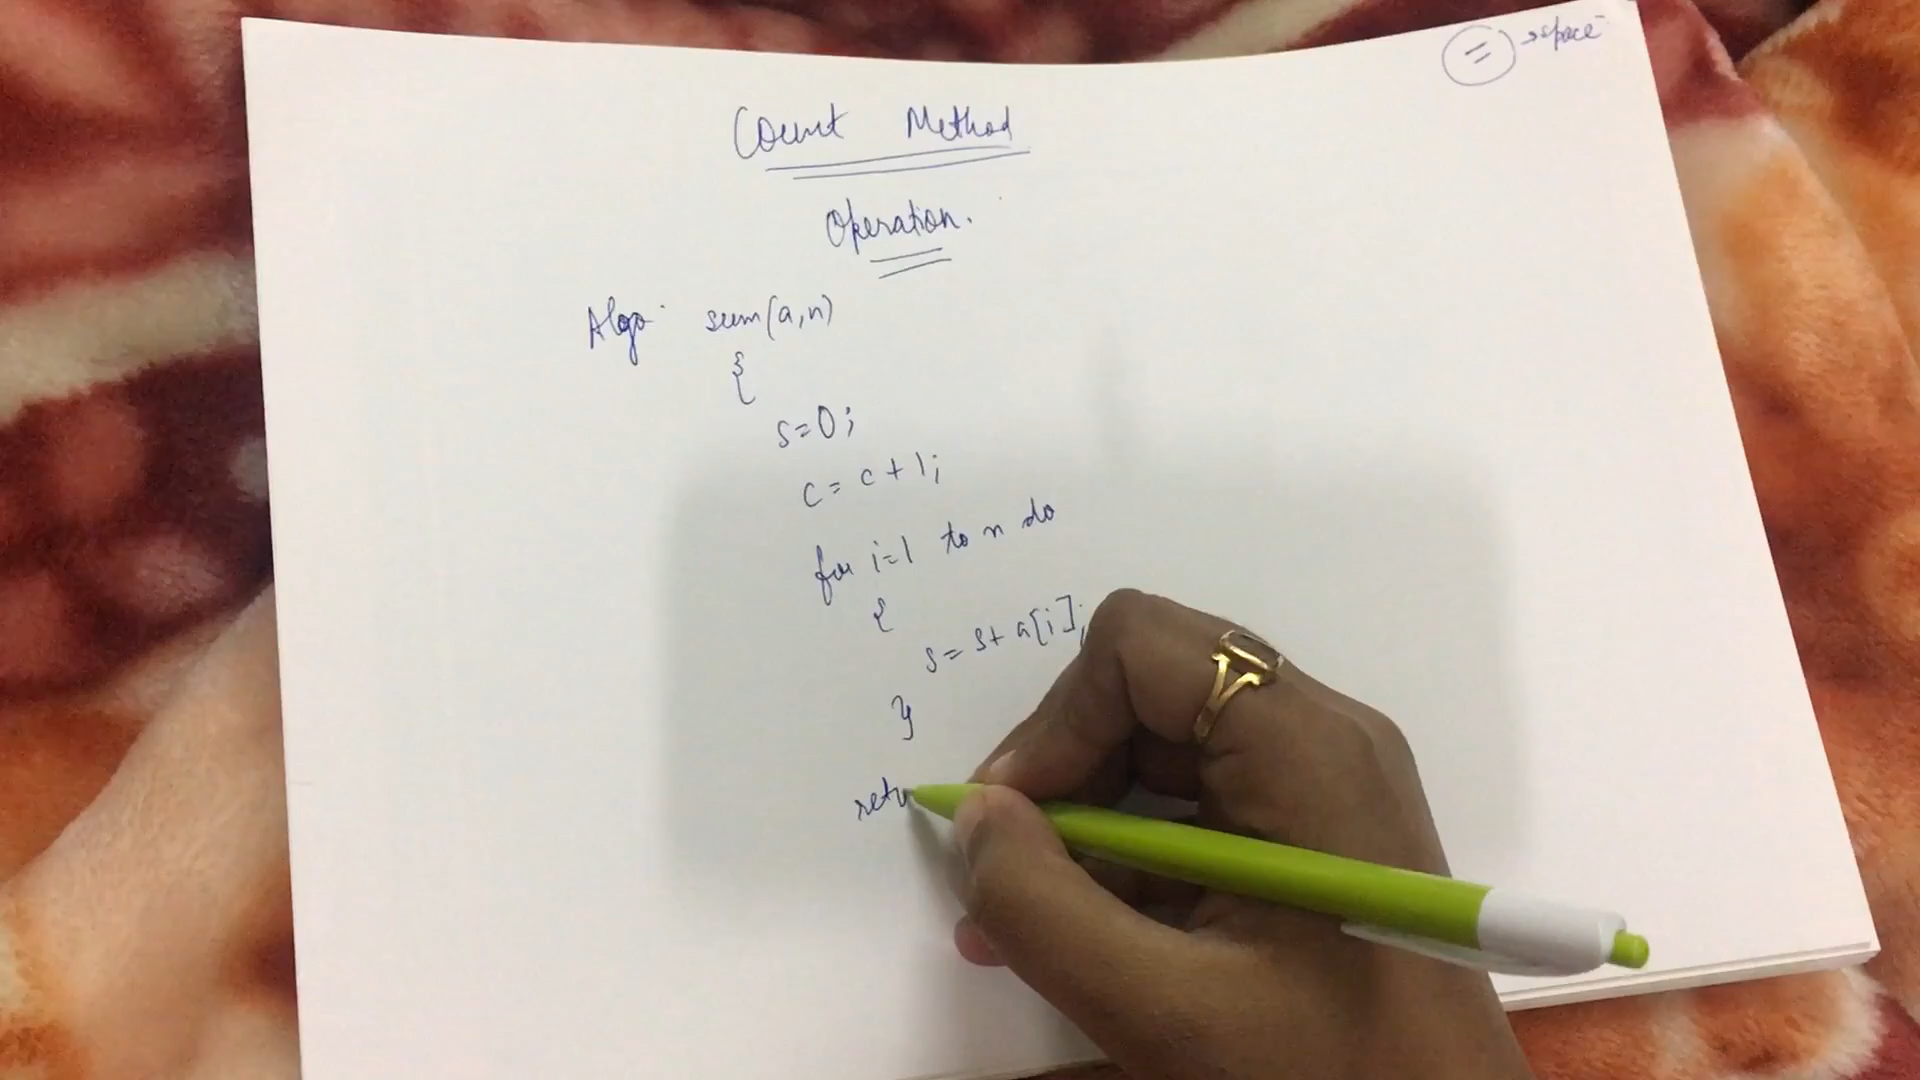 = → space
Count Method
Operation.
Algo sum(a,n)
{
s=0;
c= c+1;
for i=1 to n do
{
s= s+ a[i];
}
retu